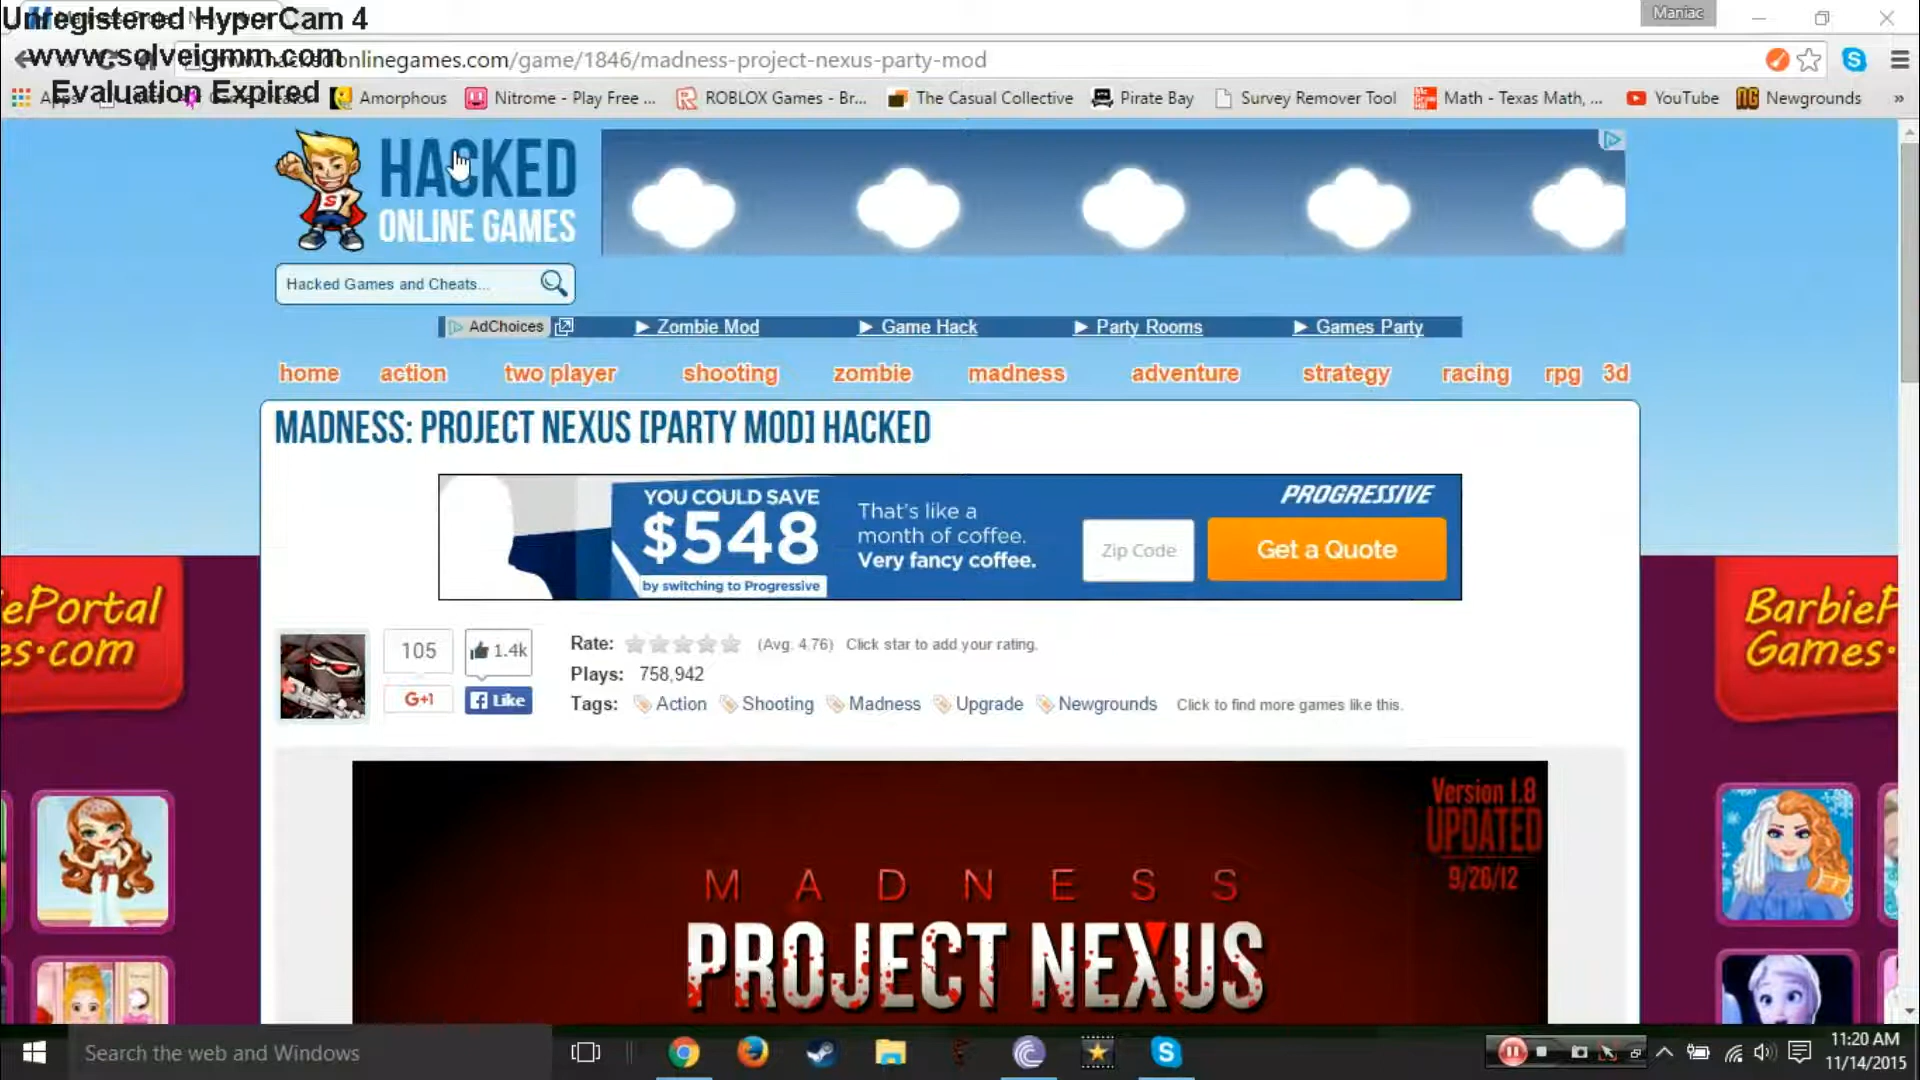 Unregistered HyperCam 4
www.solveigmm.com
Evaluation Expired
Maniac
hackedonlinegames.com/game/1846/madness-project-nexus-party-mod
Apps
Game Creator
Amorphous
Nitrome - Play Free ...
ROBLOX Games - Br...
The Casual Collective
Pirate Bay
Survey Remover Tool
Math - Texas Math, ...
YouTube
Newgrounds
»
HACKED
ONLINE GAMES
Hacked Games and Cheats...
AdChoices
Zombie Mod
Game Hack
Party Rooms
Games Party
home action two player shooting zombie madness adventure strategy racing rpg 3d
MADNESS: PROJECT NEXUS [PARTY MOD] HACKED
YOU COULD SAVE
$548
by switching to Progressive
That's like a
month of coffee.
Very fancy coffee.
Zip Code
PROGRESSIVE
Get a Quote
ePortal
es.com
BarbieP
Games.
105
G+1
1.4k
Like
Rate: (Avg. 4.76) Click star to add your rating.
Plays: 758,942
Tags: Action Shooting Madness Upgrade Newgrounds Click to find more games like this.
Version 1.8
UPDATED
9/26/12
MADNESS
PROJECT NEXUS
Search the web and Windows
11:20 AM
11/14/2015